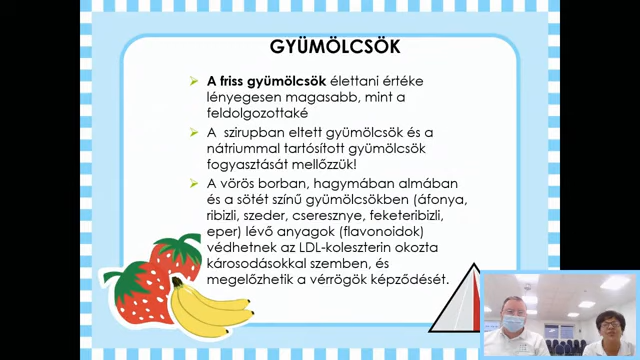 GYÜMÖLCSÖK
A friss gyümölcsök élettani értéke
lényegesen magasabb, mint a
feldolgozottaké
A szirupban eltett gyümölcsök és a
nátriummal tartósított gyümölcsök
fogyasztását mellőzzük!
A vörös borban, hagymában almában
és a sötét színű gyümölcsökben (áfonya,
ribizli, szeder, cseresznye, feketeribizli,
eper) lévő anyagok (flavonoidok)
védhetnek az LDL-koleszterin okozta
károsodásokkal szemben, és
megelőzhetik a vérrögök képződését.